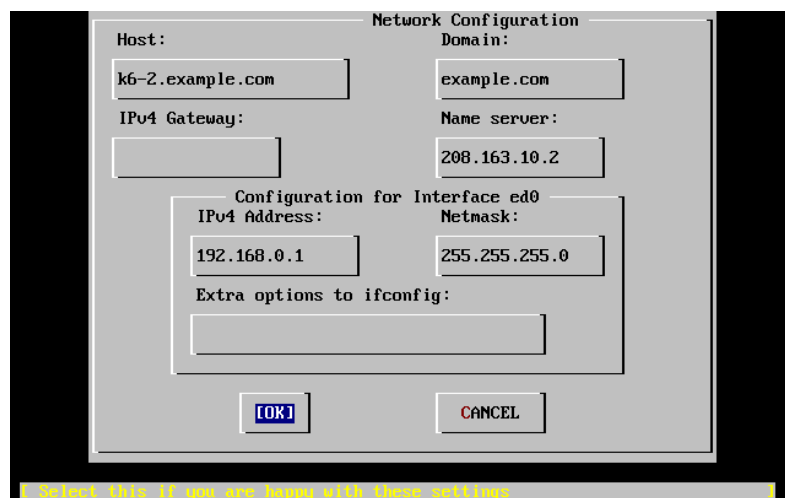 Network Configuration
Host: Domain:
k6-2.example.com example.com
IPv4 Gateway: Name server:
208.163.10.2
Configuration for Interface ed0
IPv4 Address: Netmask:
192.168.0.1 255.255.255.0
Extra options to ifconfig:
[OK] CANCEL
[ Select this if you are happy with these settings ]